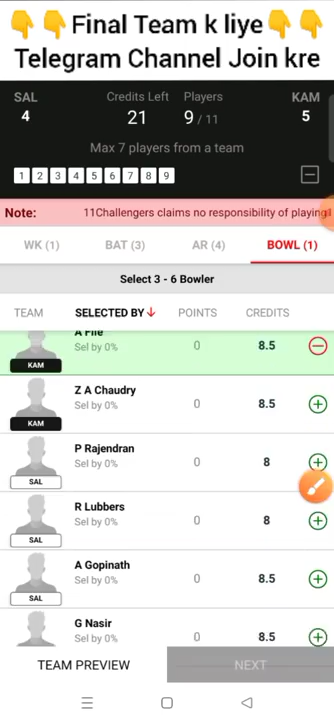 👇👇Final Team k liye👇👇
Telegram Channel Join kre
SAL Credits Left Players KAM
4 21 9 / 11 5
Max 7 players from a team
1 2 3 4 5 6 7 8 9
Note: 11Challengers claims no responsibility of playing
WK (1) BAT (3) AR (4) BOWL (1)
Select 3 - 6 Bowler
TEAM SELECTED BY POINTS CREDITS
Sel by 0% 0 8.5
KAM
Z A Chaudry
Sel by 0% 0 8.5
KAM
P Rajendran
Sel by 0% 0 8
SAL
R Lubbers
Sel by 0% 0 8
SAL
A Gopinath
Sel by 0% 0 8.5
SAL
G Nasir
Sel by 0% 0 8.5
TEAM PREVIEW NEXT